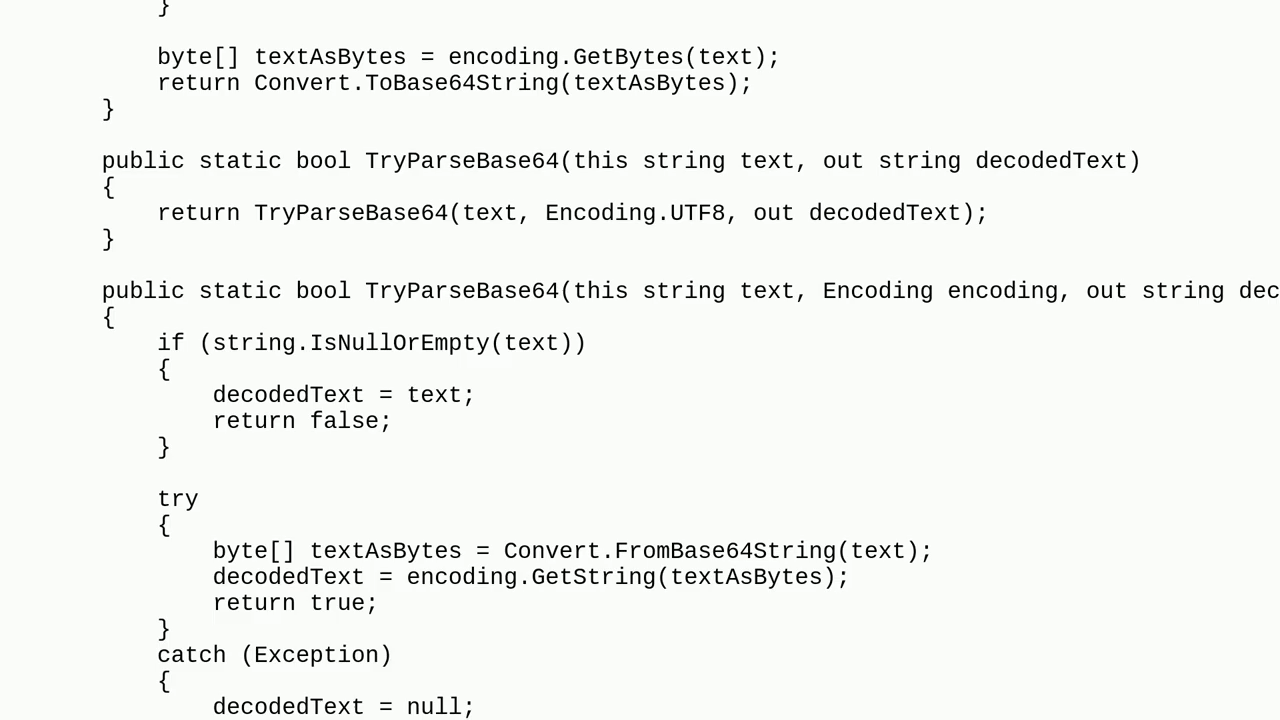 }
byte[] textAsBytes = encoding.GetBytes(text);
return Convert.ToBase64String(textAsBytes);
}
public static bool TryParseBase64(this string text, out string decodedText)
{
return TryParseBase64(text, Encoding.UTF8, out decodedText);
}
public static bool TryParseBase64(this string text, Encoding encoding, out string dec
{
if (string.IsNullOrEmpty(text))
{
decodedText = text;
return false;
}
try
{
byte[] textAsBytes = Convert.FromBase64String(text);
decodedText = encoding.GetString(textAsBytes);
return true;
}
catch (Exception)
{
decodedText = null;